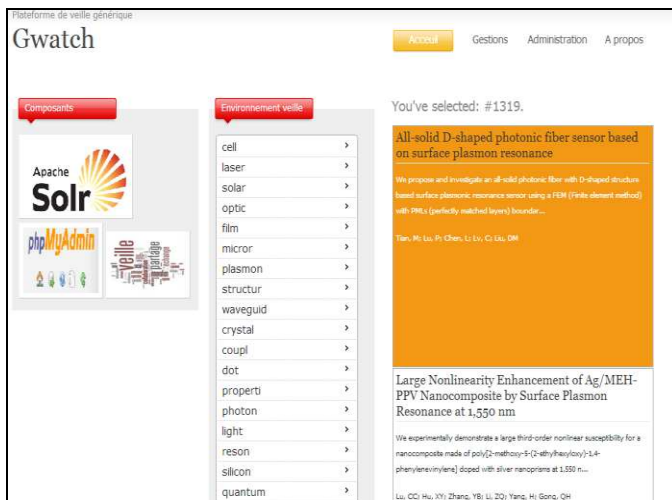 Plateforme de veille générique
Gwatch
Acceuil Gestions Administration A propos
Composants
Apache
Solr
phpMyAdmin
veille
partage
Environnement veille
cell
laser
solar
optic
film
micror
plasmon
structur
waveguid
crystal
coupl
dot
properti
photon
light
reson
silicon
quantum
You've selected: #1319.
All-solid D-shaped photonic fiber sensor based
on surface plasmon resonance
We propose and investigate an all-solid photonic fiber with D-shaped structure
based surface plasmonic resonance sensor using a FEM (Finite element method)
with PMLs (perfectly matched layers) boundar...
Tian, M; Lu, P; Chen, L; Lv, C; Liu, DM
Large Nonlinearity Enhancement of Ag/MEH-
PPV Nanocomposite by Surface Plasmon
Resonance at 1,550 nm
We experimentally demonstrate a large third-order nonlinear susceptibility for a
nanocomposite made of poly[2-methoxy-5-(2-ethylhexyloxy)-1,4-
phenylenevinylene] doped with silver nanoprisms at 1,550 n...
Lu, CC; Hu, XY; Zhang, YB; Li, ZQ; Yang, H; Gong, QH